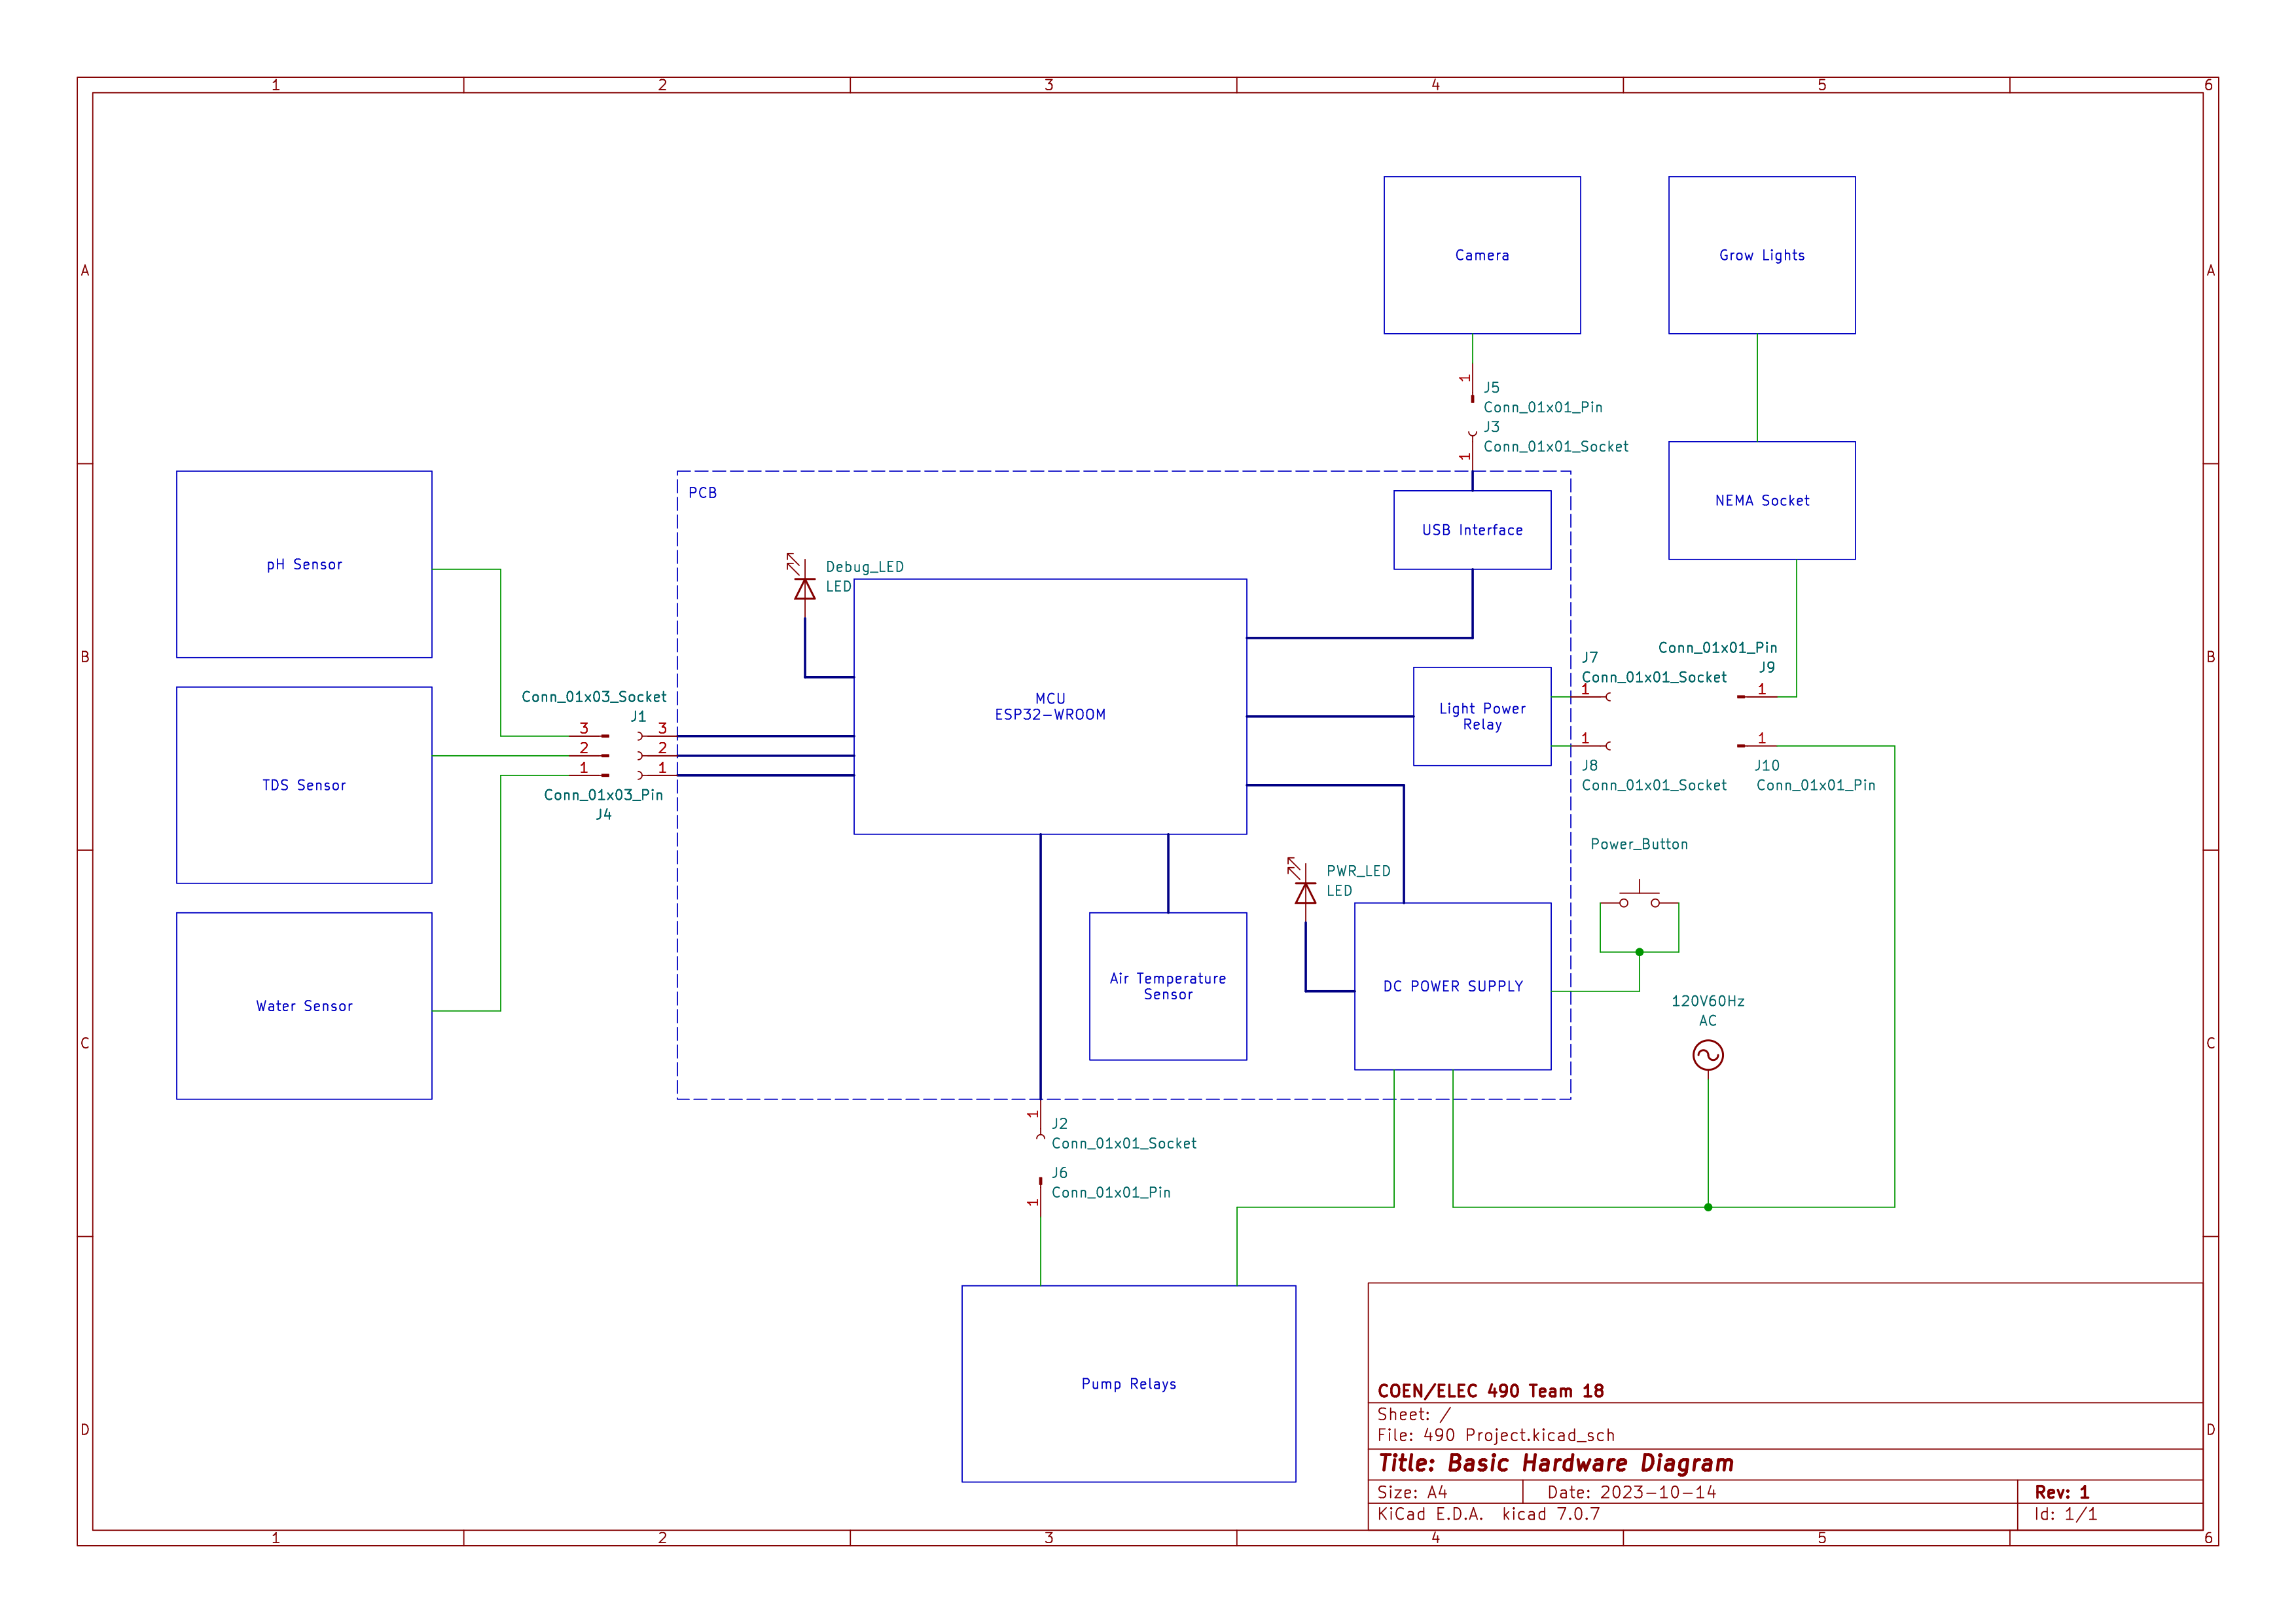 1 2 3 4 5 6
A A
Camera
Grow Lights
1
J5
Conn_01x01_Pin
J3
Conn_01x01_Socket
1
PCB
USB Interface
NEMA Socket
pH Sensor
Debug_LED
LED
B B
MCU
ESP32-WROOM
Light Power
Relay
J7
Conn_01x01_Socket
1
Conn_01x01_Pin
J9
1
1
J8
Conn_01x01_Socket
1
J10
Conn_01x01_Pin
Conn_01x03_Socket
J1
3 3
2 2
1 1
Conn_01x03_Pin
J4
TDS Sensor
Power_Button
PWR_LED
LED
Air Temperature
Sensor
DC POWER SUPPLY
Water Sensor
120V60Hz
AC
C C
1
J2
Conn_01x01_Socket
J6
Conn_01x01_Pin
1
Pump Relays
D D
COEN/ELEC 490 Team 18
Sheet: /
File: 490 Project.kicad_sch
Title: Basic Hardware Diagram
Size: A4 Date: 2023-10-14 Rev: 1
KiCad E.D.A. kicad 7.0.7 Id: 1/1
1 2 3 4 5 6